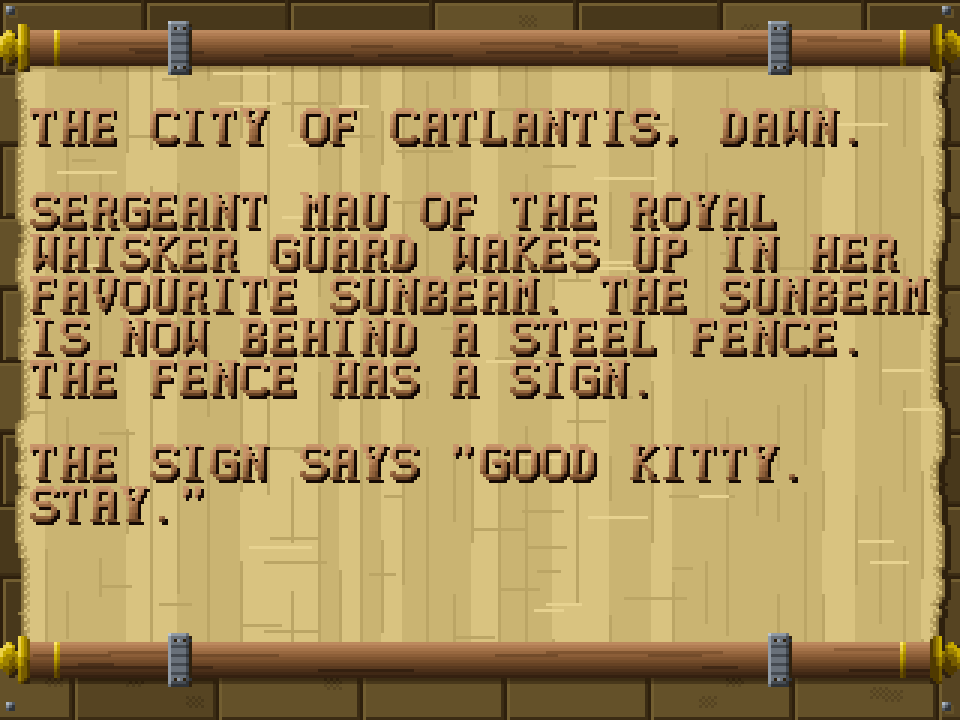 THE CITY OF CATLANTIS. DAWN.
SERGEANT MAU OF THE ROYAL
WHISKER GUARD WAKES UP IN HER
FAVOURITE SUNBEAM. THE SUNBEAM
IS NOW BEHIND A STEEL FENCE.
THE FENCE HAS A SIGN.
THE SIGN SAYS "GOOD KITTY.
STAY."